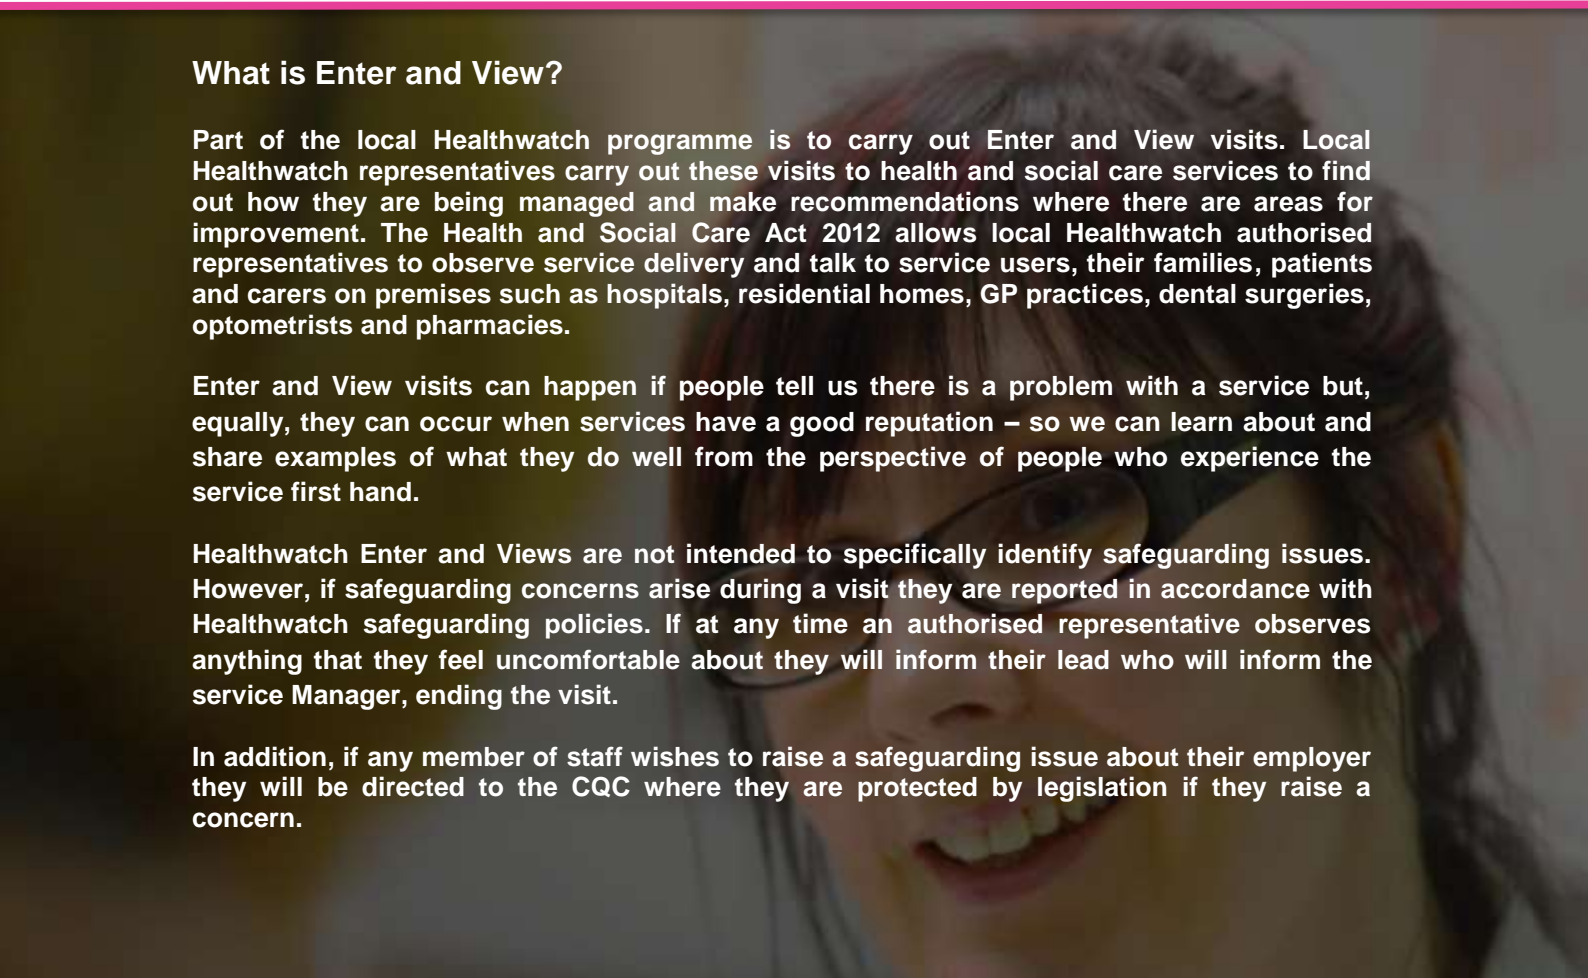 What is Enter and View?
Part of the local Healthwatch programme is to carry out Enter and View visits. Local
Healthwatch representatives carry out these visits to health and social care services to find
out how they are being managed and make recommendations where there are areas for
improvement. The Health and Social Care Act 2012 allows local Healthwatch authorised
representatives to observe service delivery and talk to service users, their families, patients
and carers on premises such as hospitals, residential homes, GP practices, dental surgeries,
optometrists and pharmacies.
Enter and View visits can happen if people tell us there is a problem with a service but,
equally, they can occur when services have a good reputation – so we can learn about and
share examples of what they do well from the perspective of people who experience the
service first hand.
Healthwatch Enter and Views are not intended to specifically identify safeguarding issues.
However, if safeguarding concerns arise during a visit they are reported in accordance with
Healthwatch safeguarding policies. If at any time an authorised representative observes
anything that they feel uncomfortable about they will inform their lead who will inform the
service Manager, ending the visit.
In addition, if any member of staff wishes to raise a safeguarding issue about their employer
they will be directed to the CQC where they are protected by legislation if they raise a
concern.